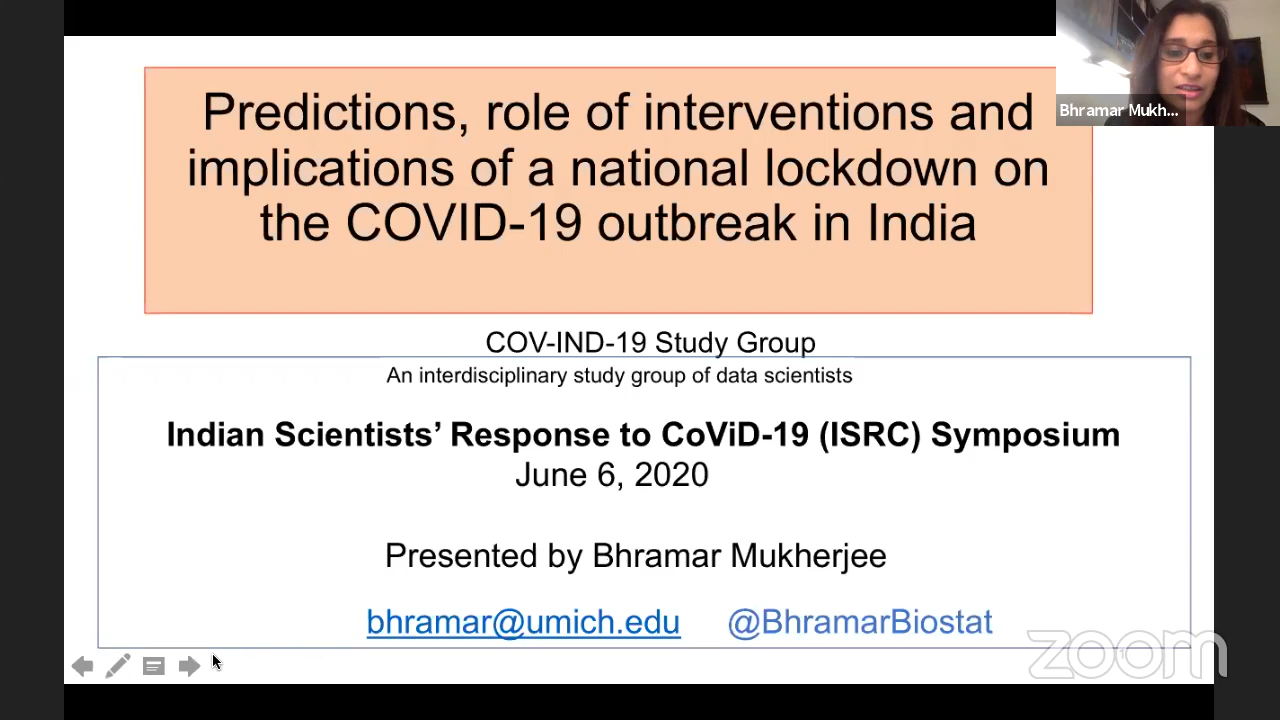 Predictions, role of interventions and
implications of a national lockdown on
the COVID-19 outbreak in India
Bhramar Mukh...
COV-IND-19 Study Group
An interdisciplinary study group of data scientists
Indian Scientists’ Response to CoViD-19 (ISRC) Symposium
June 6, 2020
Presented by Bhramar Mukherjee
bhramar@umich.edu @BhramarBiostat
zoom